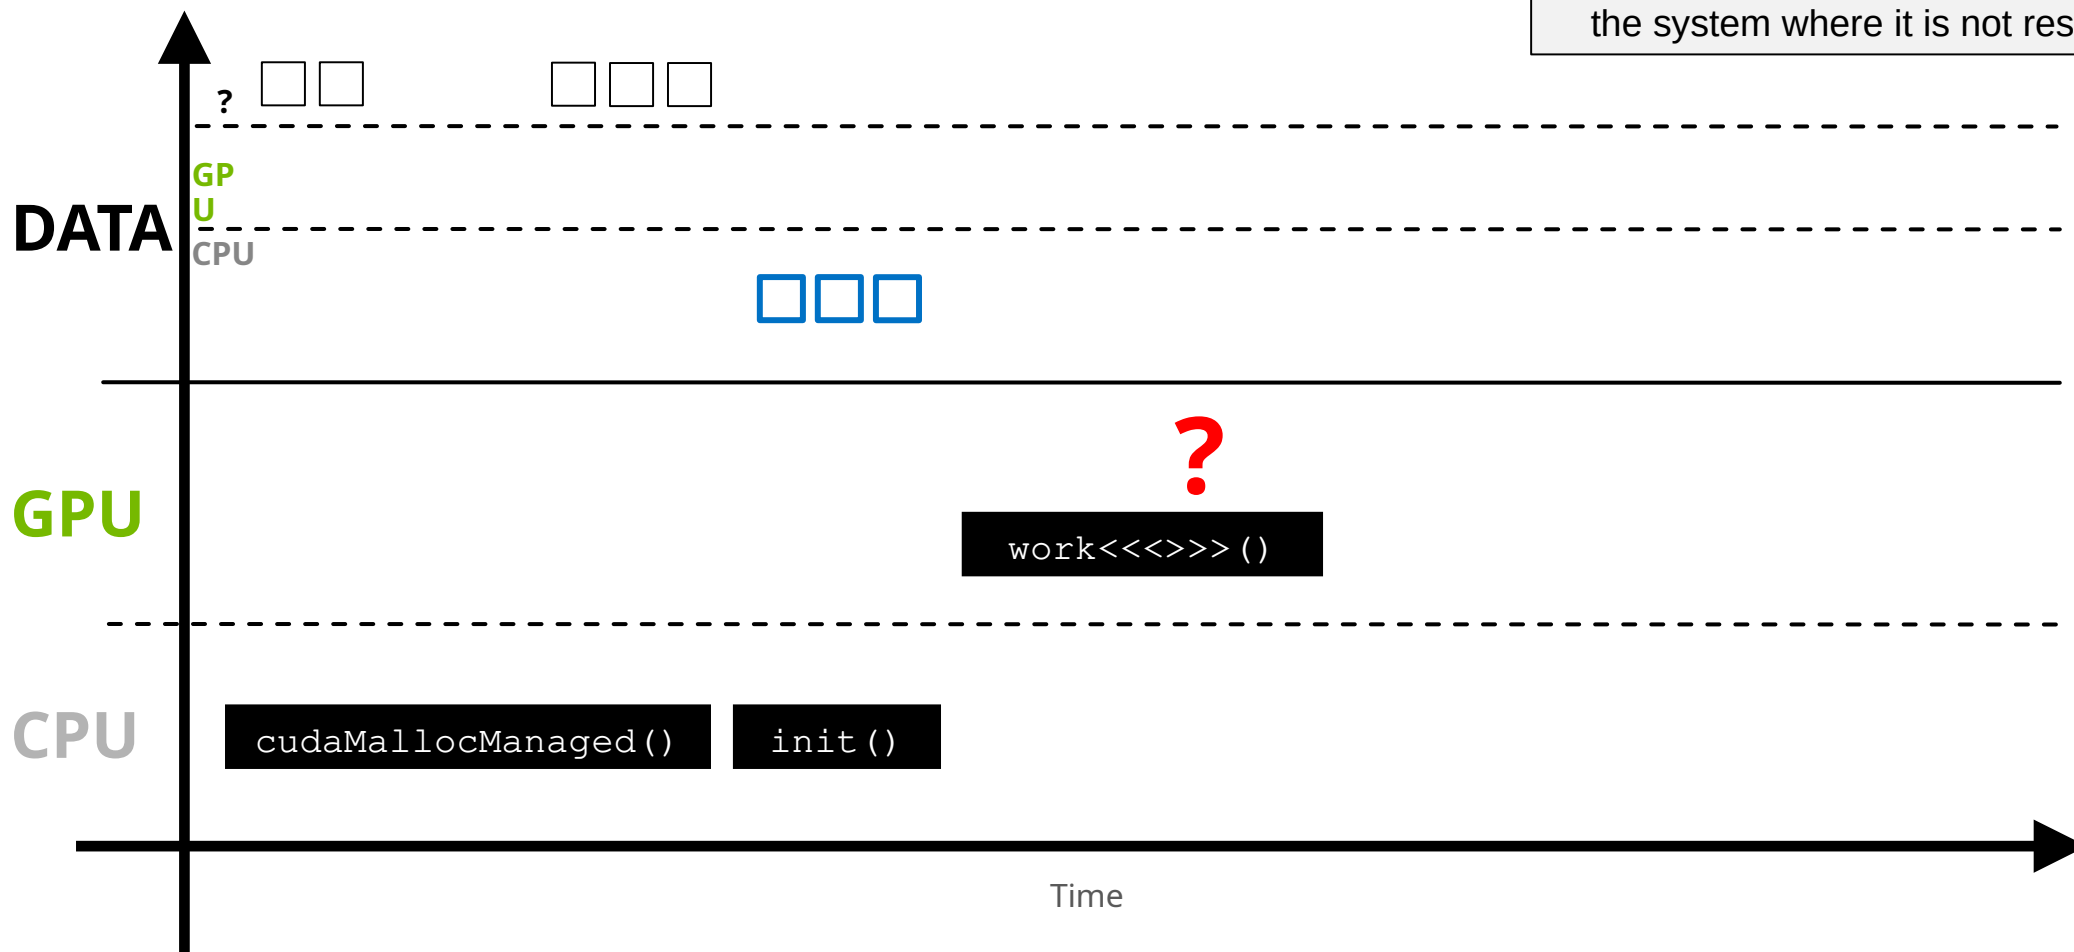 the system where it is not res
?
GP
U
DATA
CPU
?
GPU
work<<<>>>()
CPU
cudaMallocManaged() init()
Time